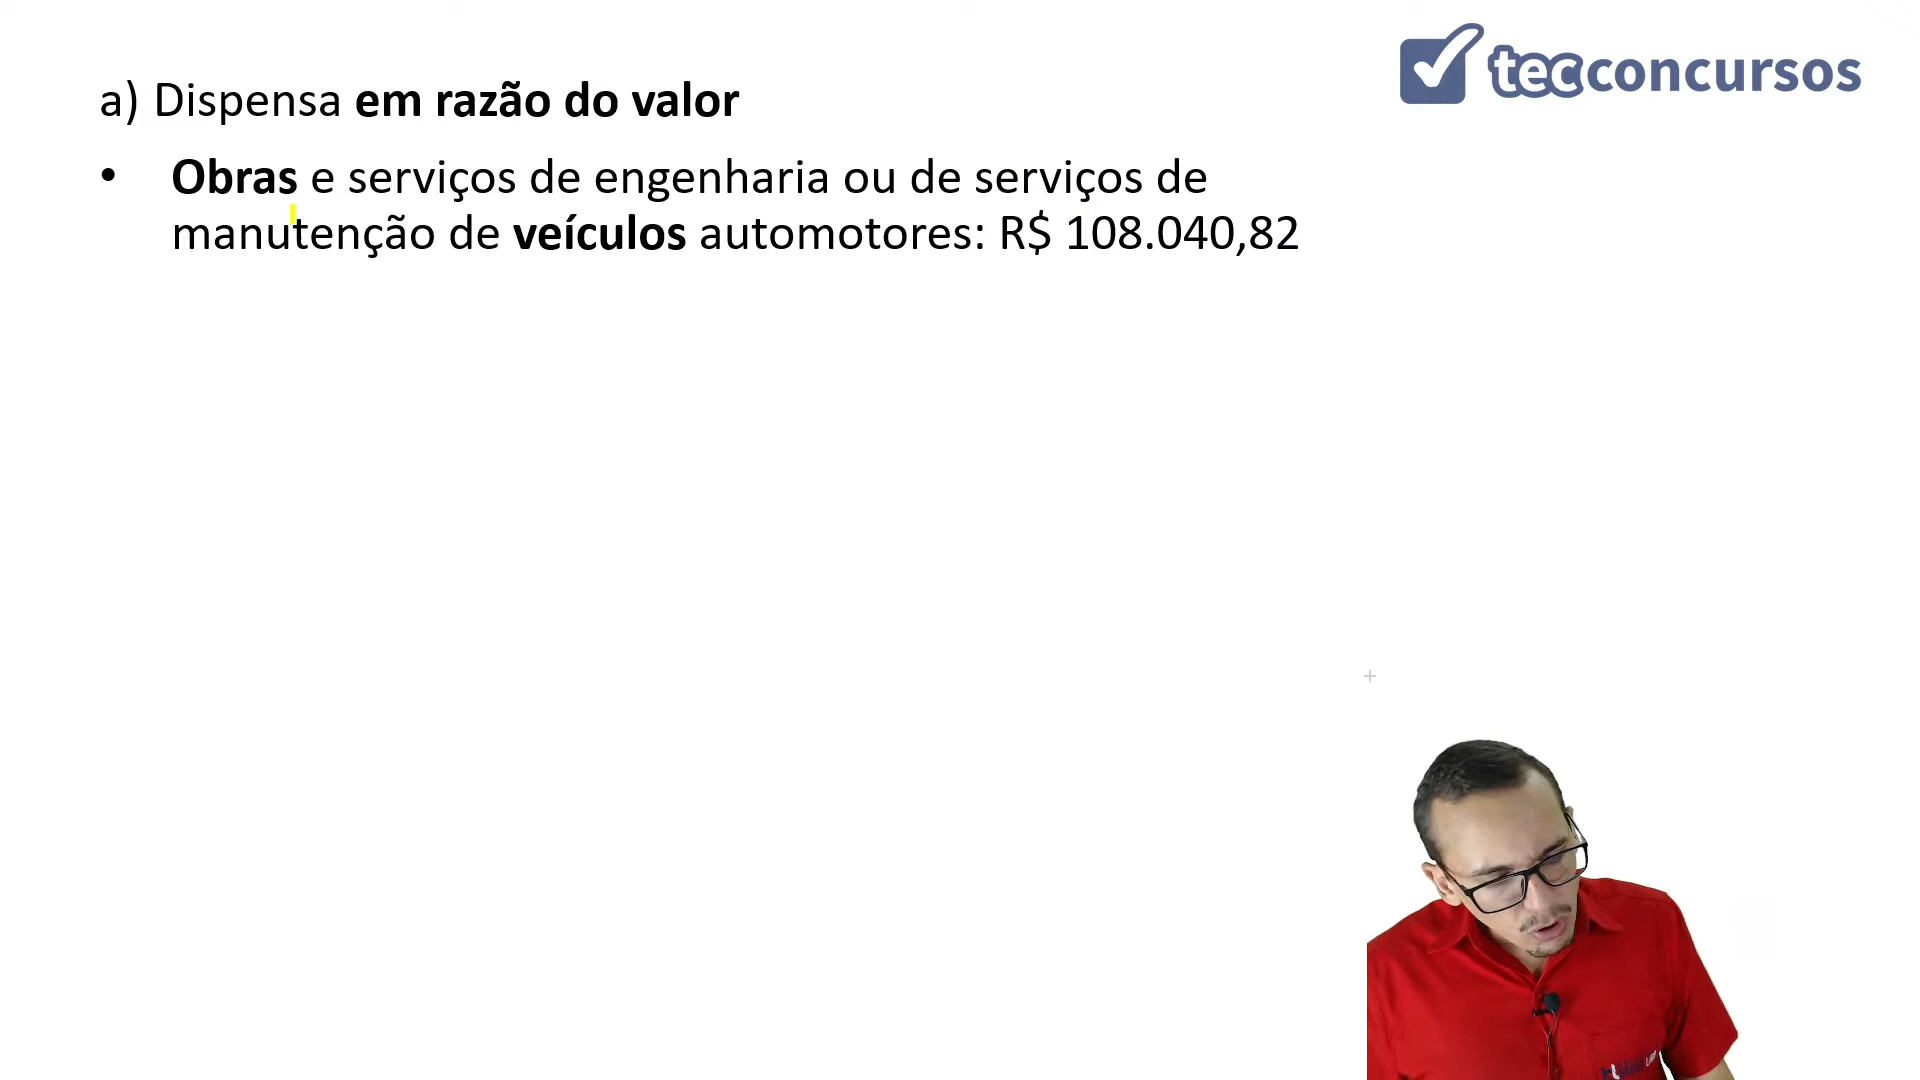 tecconcursos
a) Dispensa em razão do valor
• Obras e serviços de engenharia ou de serviços de
manutenção de veículos automotores: R$ 108.040,82